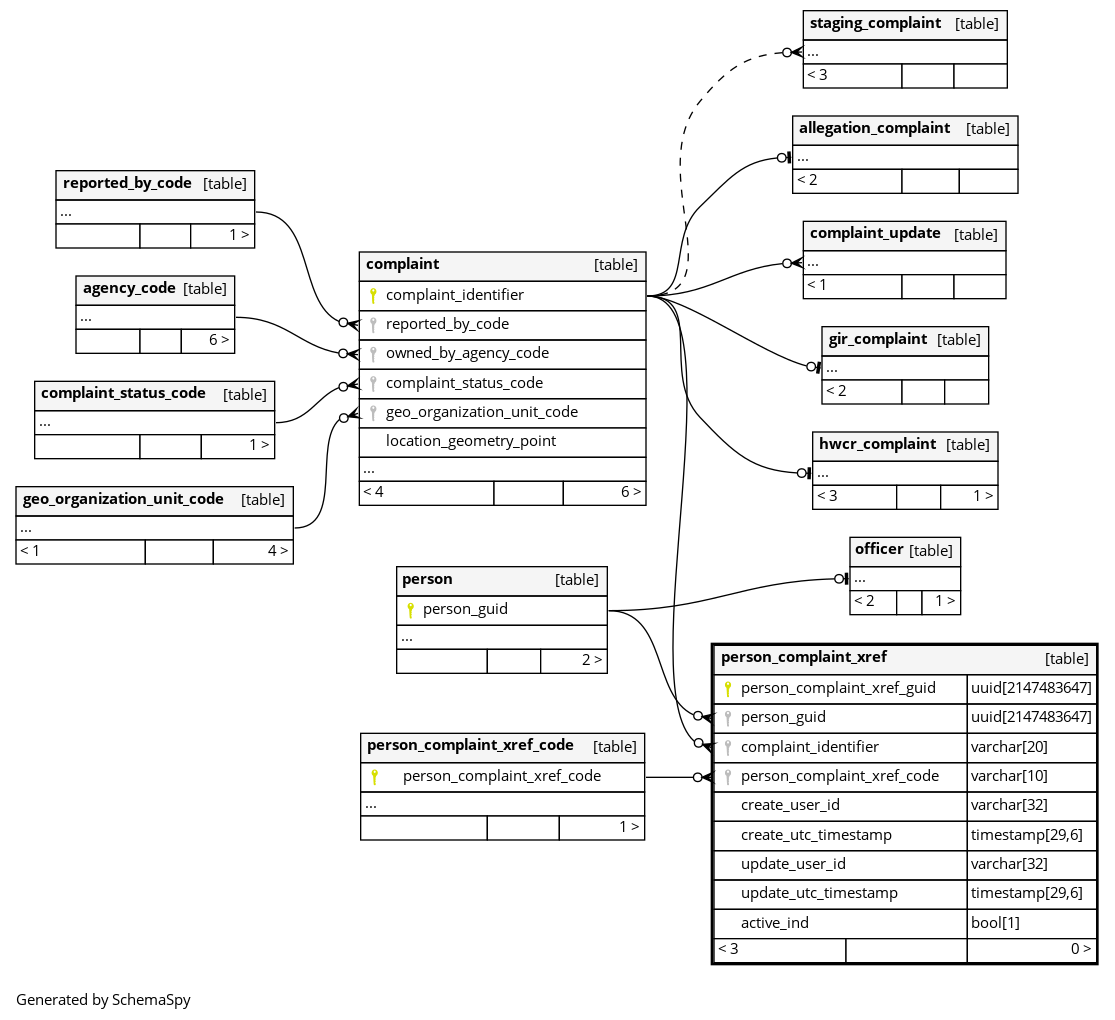 staging_complaint [table]
...
< 3
allegation_complaint [table]
...
< 2
reported_by_code [table]
...
1 >
complaint_update [table]
...
< 1
complaint [table]
complaint_identifier
reported_by_code
owned_by_agency_code
complaint_status_code
geo_organization_unit_code
location_geometry_point
...
< 4 6 >
agency_code [table]
...
6 >
gir_complaint [table]
...
< 2
complaint_status_code [table]
...
1 >
hwcr_complaint [table]
...
< 3 1 >
geo_organization_unit_code [table]
...
< 1 4 >
officer [table]
...
< 2 1 >
person [table]
person_guid
...
2 >
person_complaint_xref [table]
person_complaint_xref_guid uuid[2147483647]
person_guid uuid[2147483647]
complaint_identifier varchar[20]
person_complaint_xref_code varchar[10]
create_user_id varchar[32]
create_utc_timestamp timestamp[29,6]
update_user_id varchar[32]
update_utc_timestamp timestamp[29,6]
active_ind bool[1]
< 3 0 >
person_complaint_xref_code [table]
person_complaint_xref_code
...
1 >
Generated by SchemaSpy